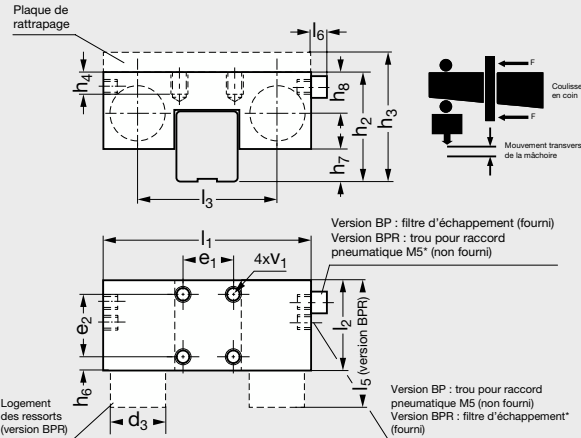 Plaque de
rattrapage
l6
h4
h8
h2
h3
h7
l3
F
Coulisse
en coin
F
Mouvement transvers
de la mâchoire
Version BP : filtre d'échappement (fourni)
Version BPR : trou pour raccord
pneumatique M5* (non fourni)
l1
e1
4xV1
e2
l2
l5 (version BPR)
h6
Logement
des ressorts
(version BPR)
d3
Version BP : trou pour raccord
pneumatique M5 (non fourni)
Version BPR : filtre d'échappement*
(fourni)